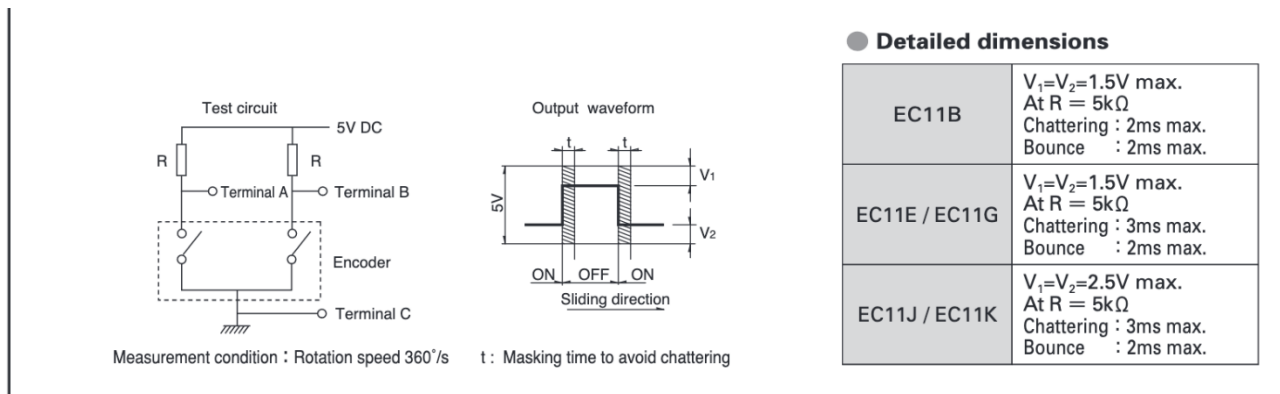 Test circuit
5V DC
R
R
Terminal A
Terminal B
Encoder
Terminal C
Measurement condition : Rotation speed 360˚/s
Output waveform
t
t
V₁
5V
V₂
ON
OFF
ON
Sliding direction
t : Masking time to avoid chattering
Detailed dimensions
EC11B
V₁=V₂=1.5V max.
At R = 5kΩ
Chattering : 2ms max.
Bounce : 2ms max.
EC11E / EC11G
V₁=V₂=1.5V max.
At R = 5kΩ
Chattering : 3ms max.
Bounce : 2ms max.
EC11J / EC11K
V₁=V₂=2.5V max.
At R = 5kΩ
Chattering : 3ms max.
Bounce : 2ms max.